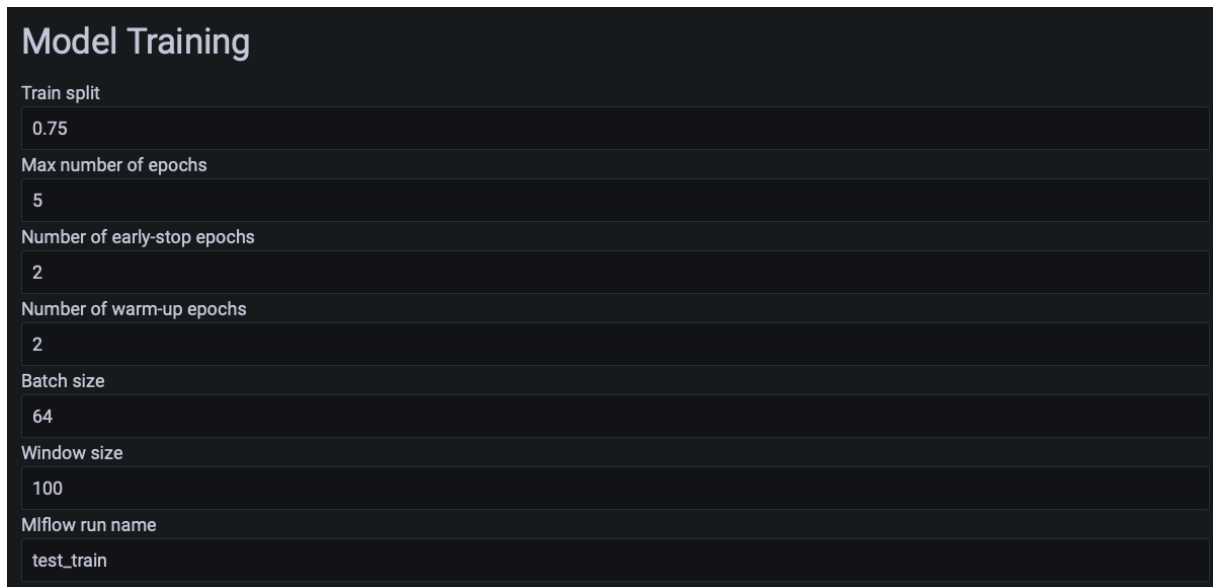 Model Training
Train split
0.75
Max number of epochs
5
Number of early-stop epochs
2
Number of warm-up epochs
2
Batch size
64
Window size
100
Mlflow run name
test_train